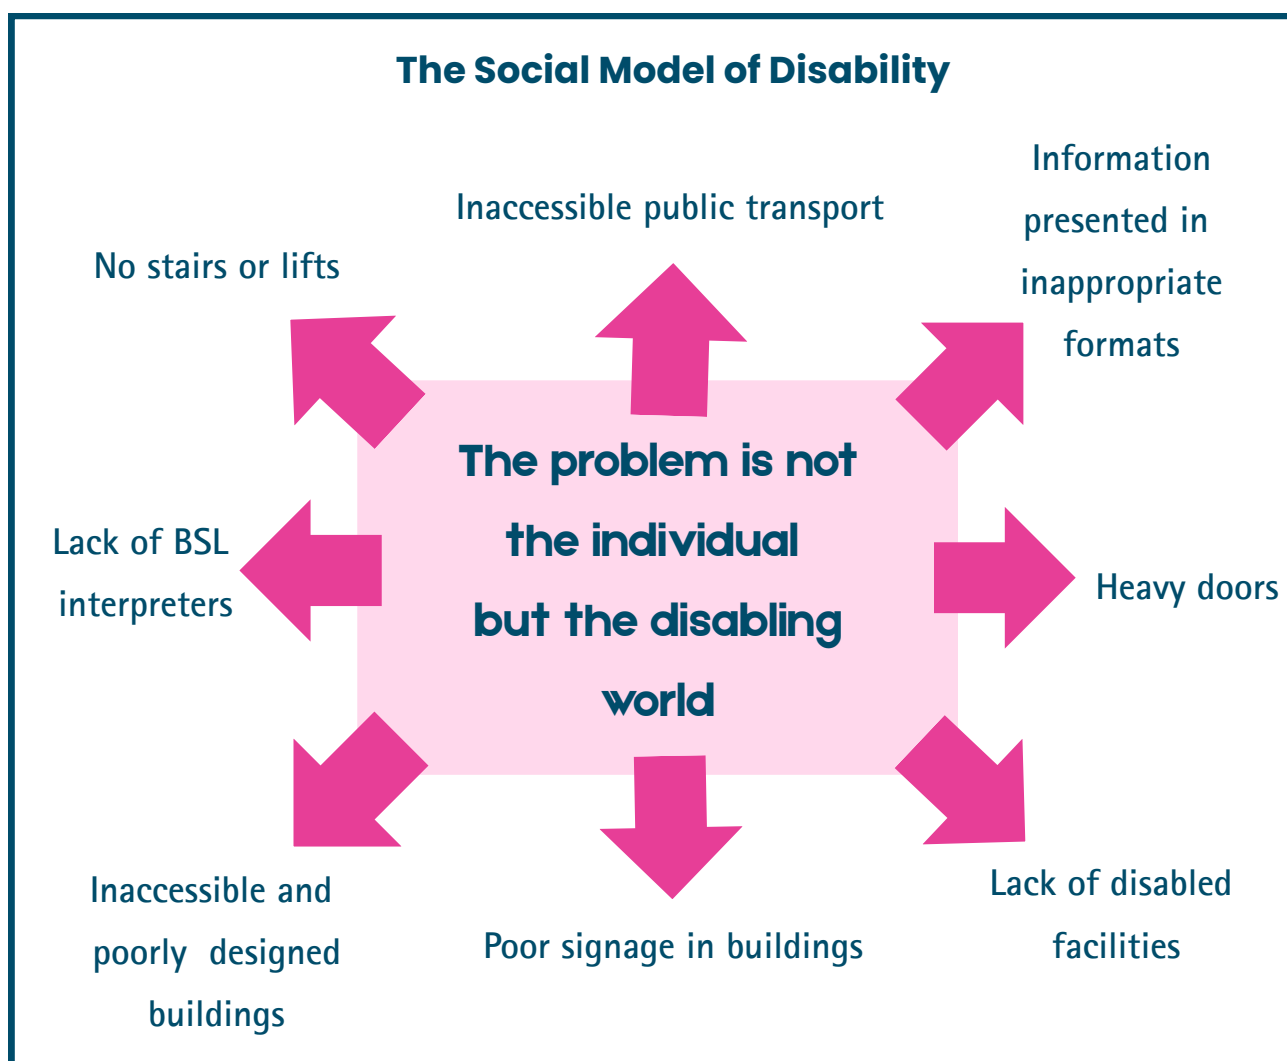 The Social Model of Disability
Inaccessible public transport
Information
presented in
inappropriate
formats
No stairs or lifts
The problem is not
the individual
but the disabling
world
Lack of BSL
interpreters
Heavy doors
Inaccessible and
poorly designed
buildings
Poor signage in buildings
Lack of disabled
facilities